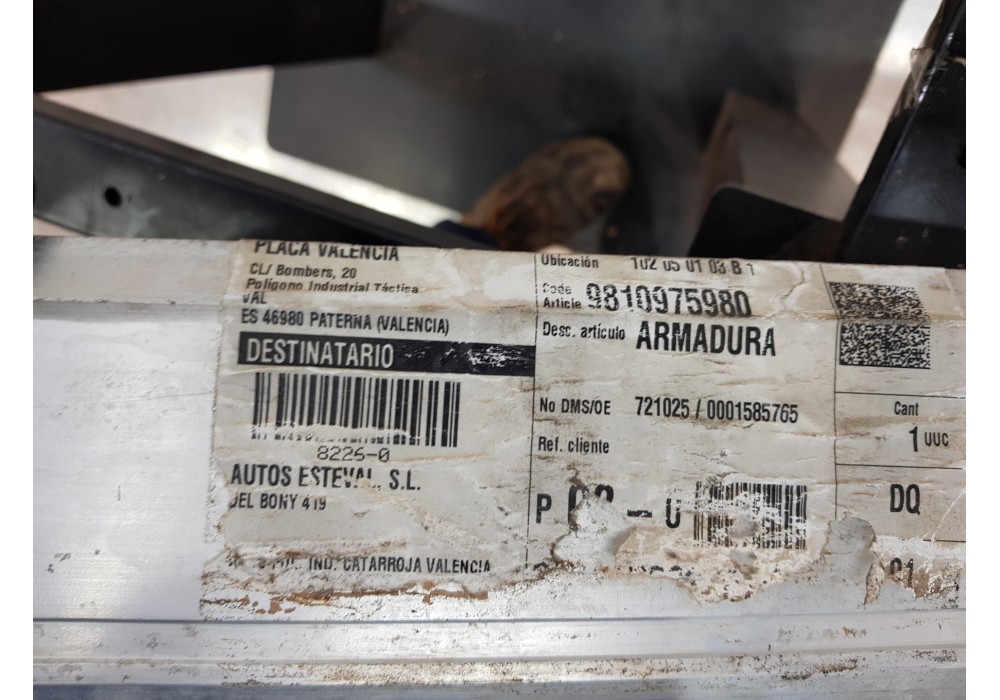 PLACA VALENCIA
CL/ Bombers, 20
Polígono Industrial Táctica
VAL
ES 46980 PATERNA (VALENCIA)
DESTINATARIO
8226-0
AUTOS ESTEVAL, S.L.
DEL BONY 419
IND. CATARROJA VALENCIA
Ubicación 102 05 01 03 B 1
Code
Article 9810975980
Desc. artículo ARMADURA
No DMS/OE 721025 / 0001585765
Ref. cliente
P - U
Cant
1 UUC
DQ
01